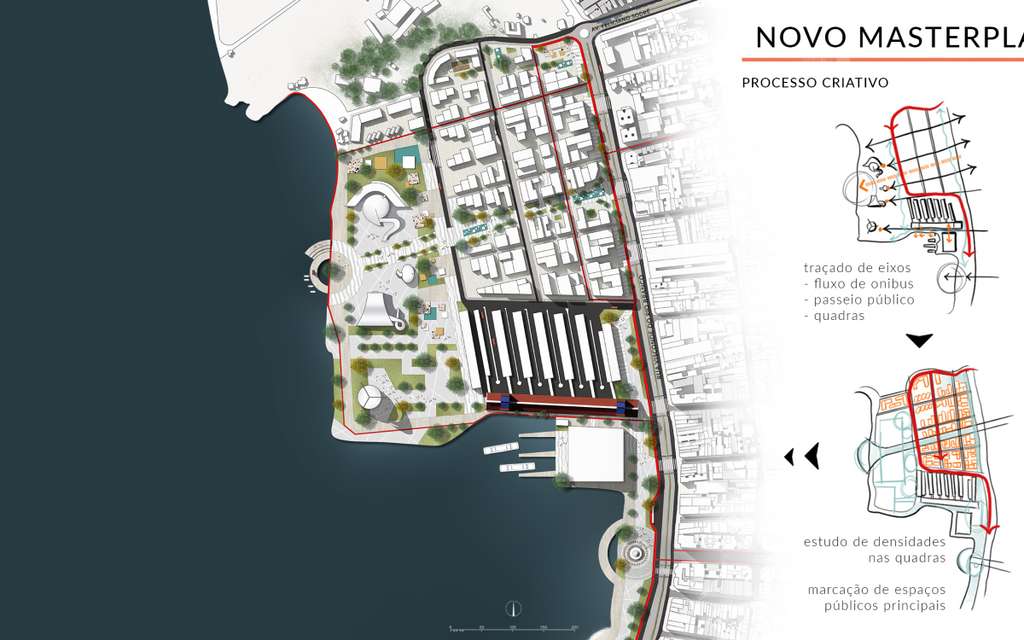 NOVO MASTERPLA
PROCESSO CRIATIVO
traçado de eixos
- fluxo de onibus
- passeio público
- quadras
estudo de densidades
nas quadras
marcação de espaços
públicos principais